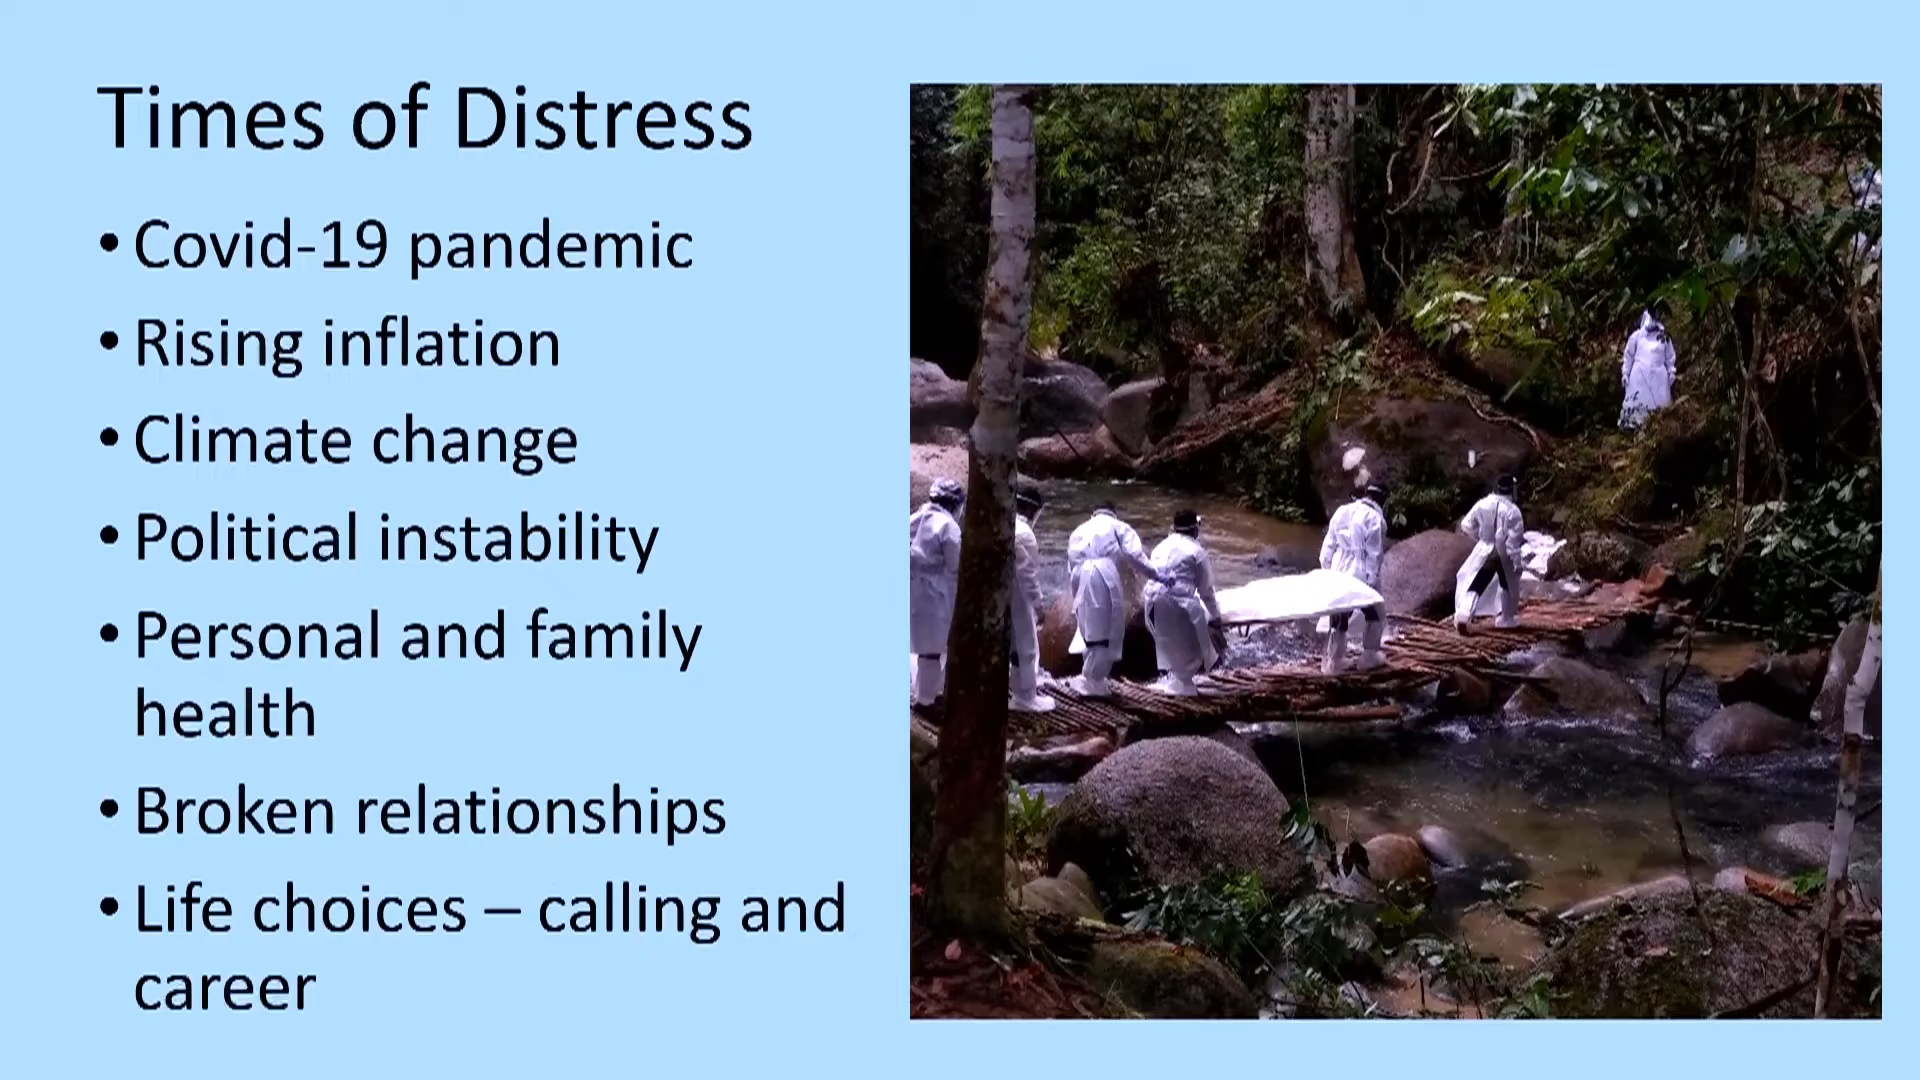 Times of Distress
• Covid-19 pandemic
• Rising inflation
• Climate change
• Political instability
• Personal and family
health
• Broken relationships
• Life choices – calling and
career